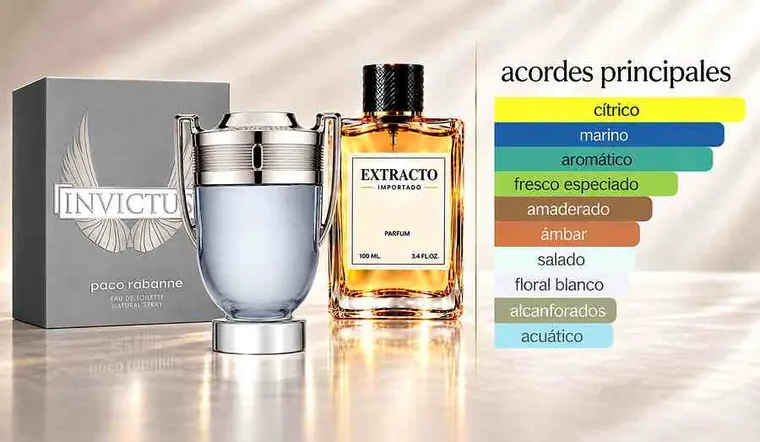 INVICTUS
paco rabanne
EAU DE TOILETTE
NATURAL SPRAY
EXTRACTO
IMPORTADO
PARFUM
100 ML. 3.4 FL.OZ.
acordes principales
cítrico
marino
aromático
fresco especiado
amaderado
ámbar
salado
floral blanco
alcanforados
acuático